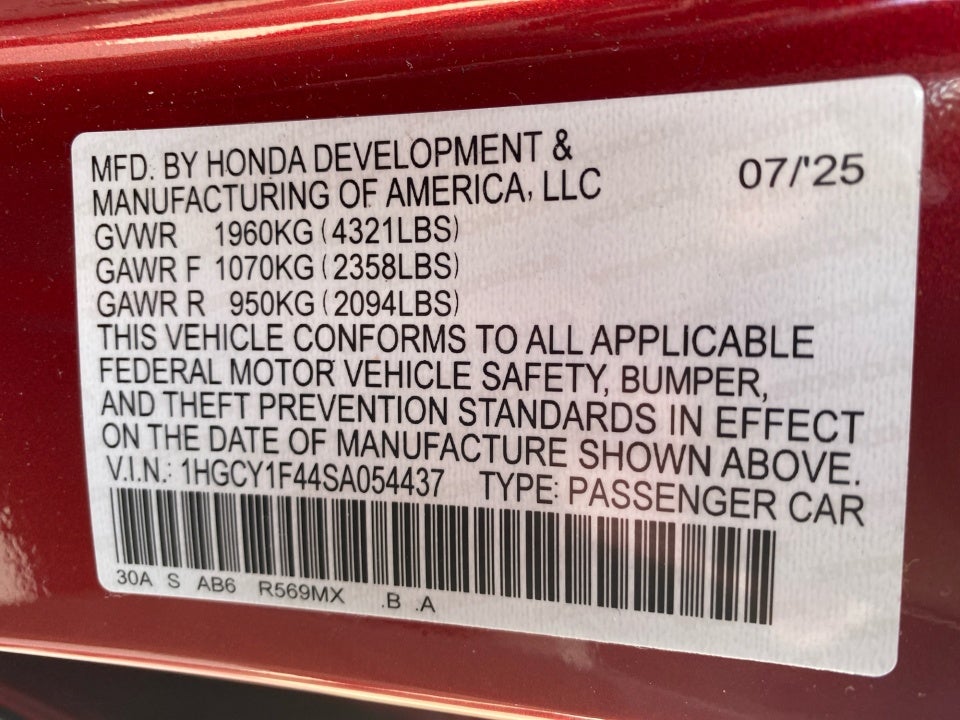 MFD. BY HONDA DEVELOPMENT &
MANUFACTURING OF AMERICA, LLC
07/'25
GVWR 1960KG (4321LBS)
GAWR F 1070KG (2358LBS)
GAWR R 950KG (2094LBS)
THIS VEHICLE CONFORMS TO ALL APPLICABLE
FEDERAL MOTOR VEHICLE SAFETY, BUMPER,
AND THEFT PREVENTION STANDARDS IN EFFECT
ON THE DATE OF MANUFACTURE SHOWN ABOVE.
V.I.N.: 1HGCY1F44SA054437 TYPE: PASSENGER CAR
30A S AB6 R569MX .B .A